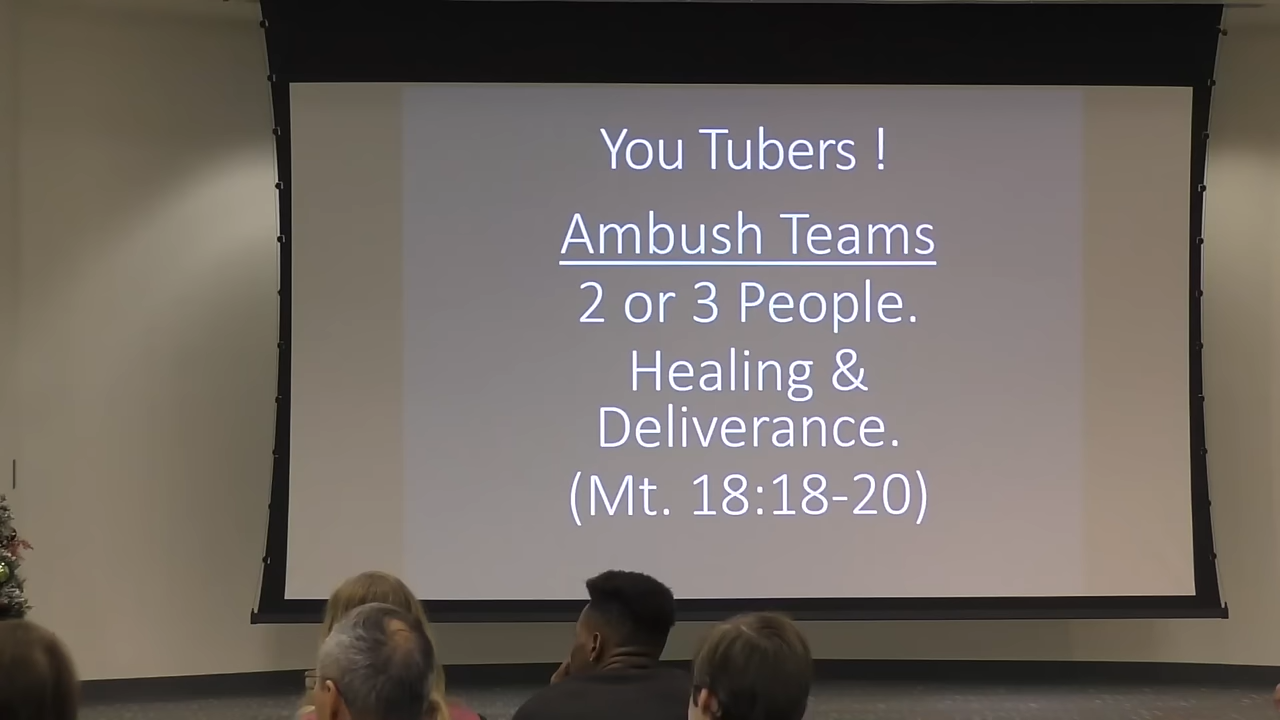 You Tubers !
Ambush Teams
2 or 3 People.
Healing &
Deliverance.
(Mt. 18:18-20)